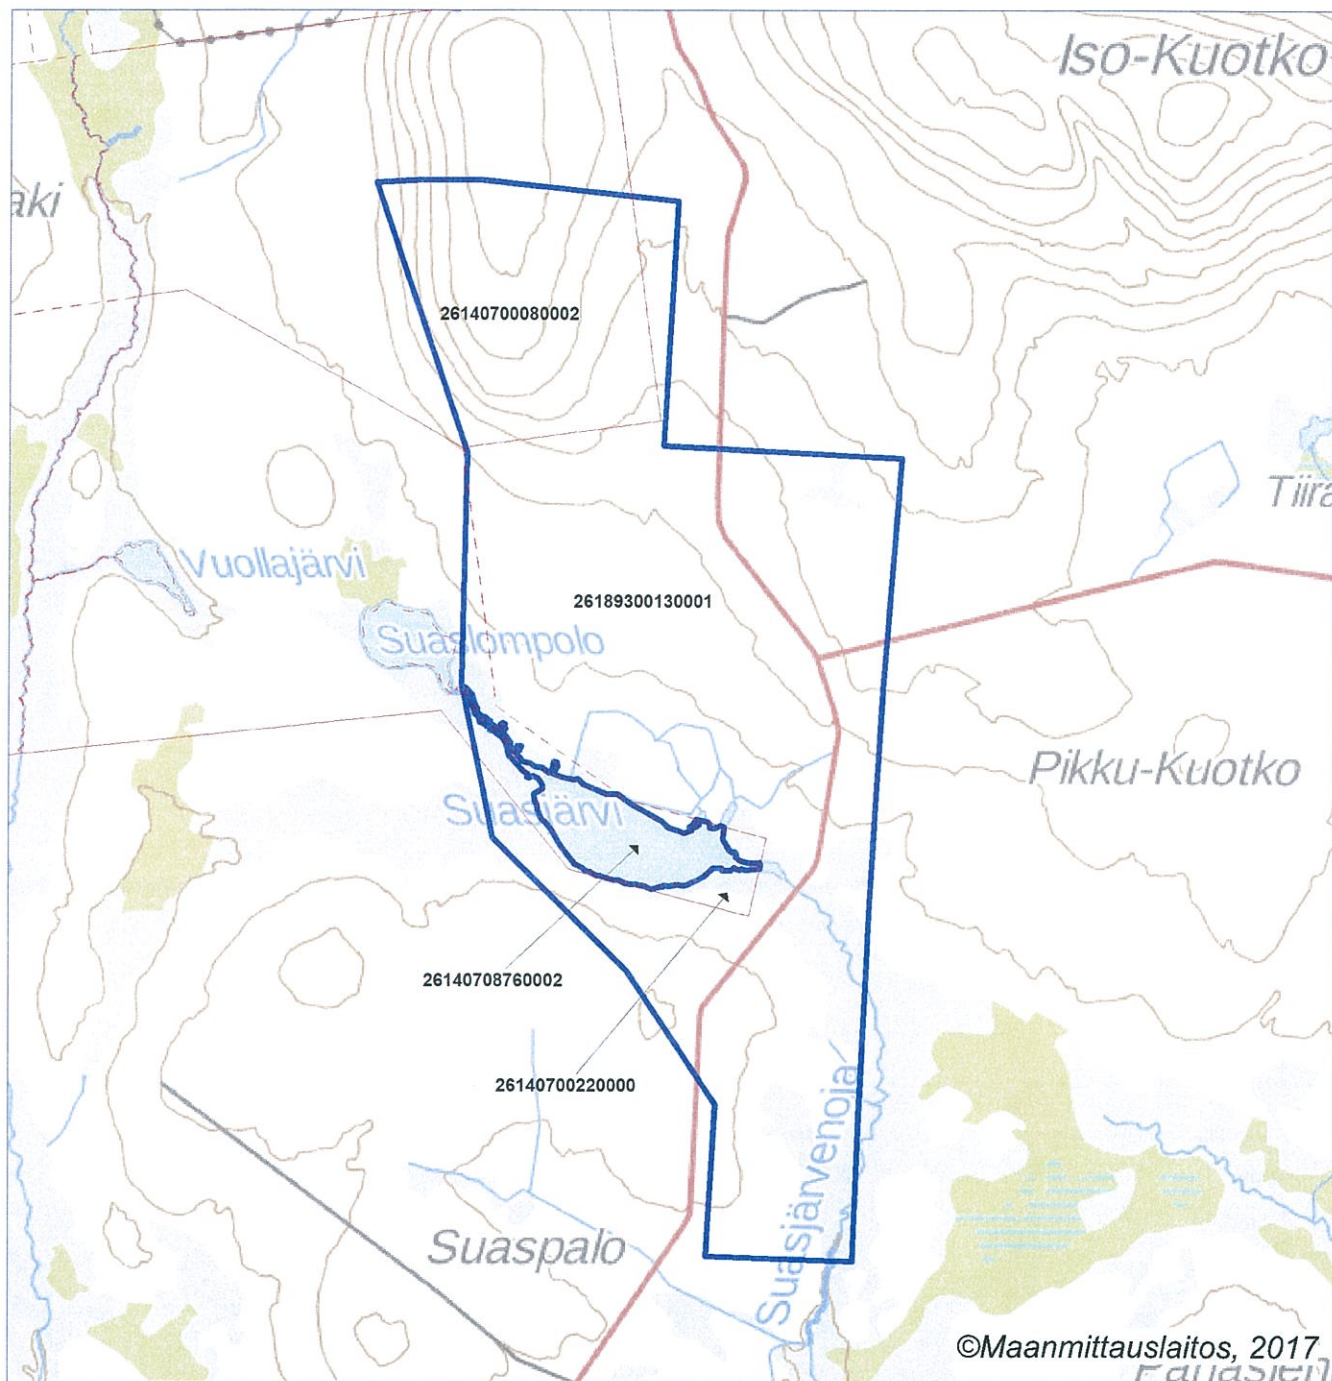 Iso-Kuotko
aki
26140700080002
Tiira
Vuollajärvi
26189300130001
Suaslompolo
Pikku-Kuotko
Suasjärvi
26140708760002
26140700220000
Suasjärvenoja
Suaspalo
©Maanmittauslaitos, 2017